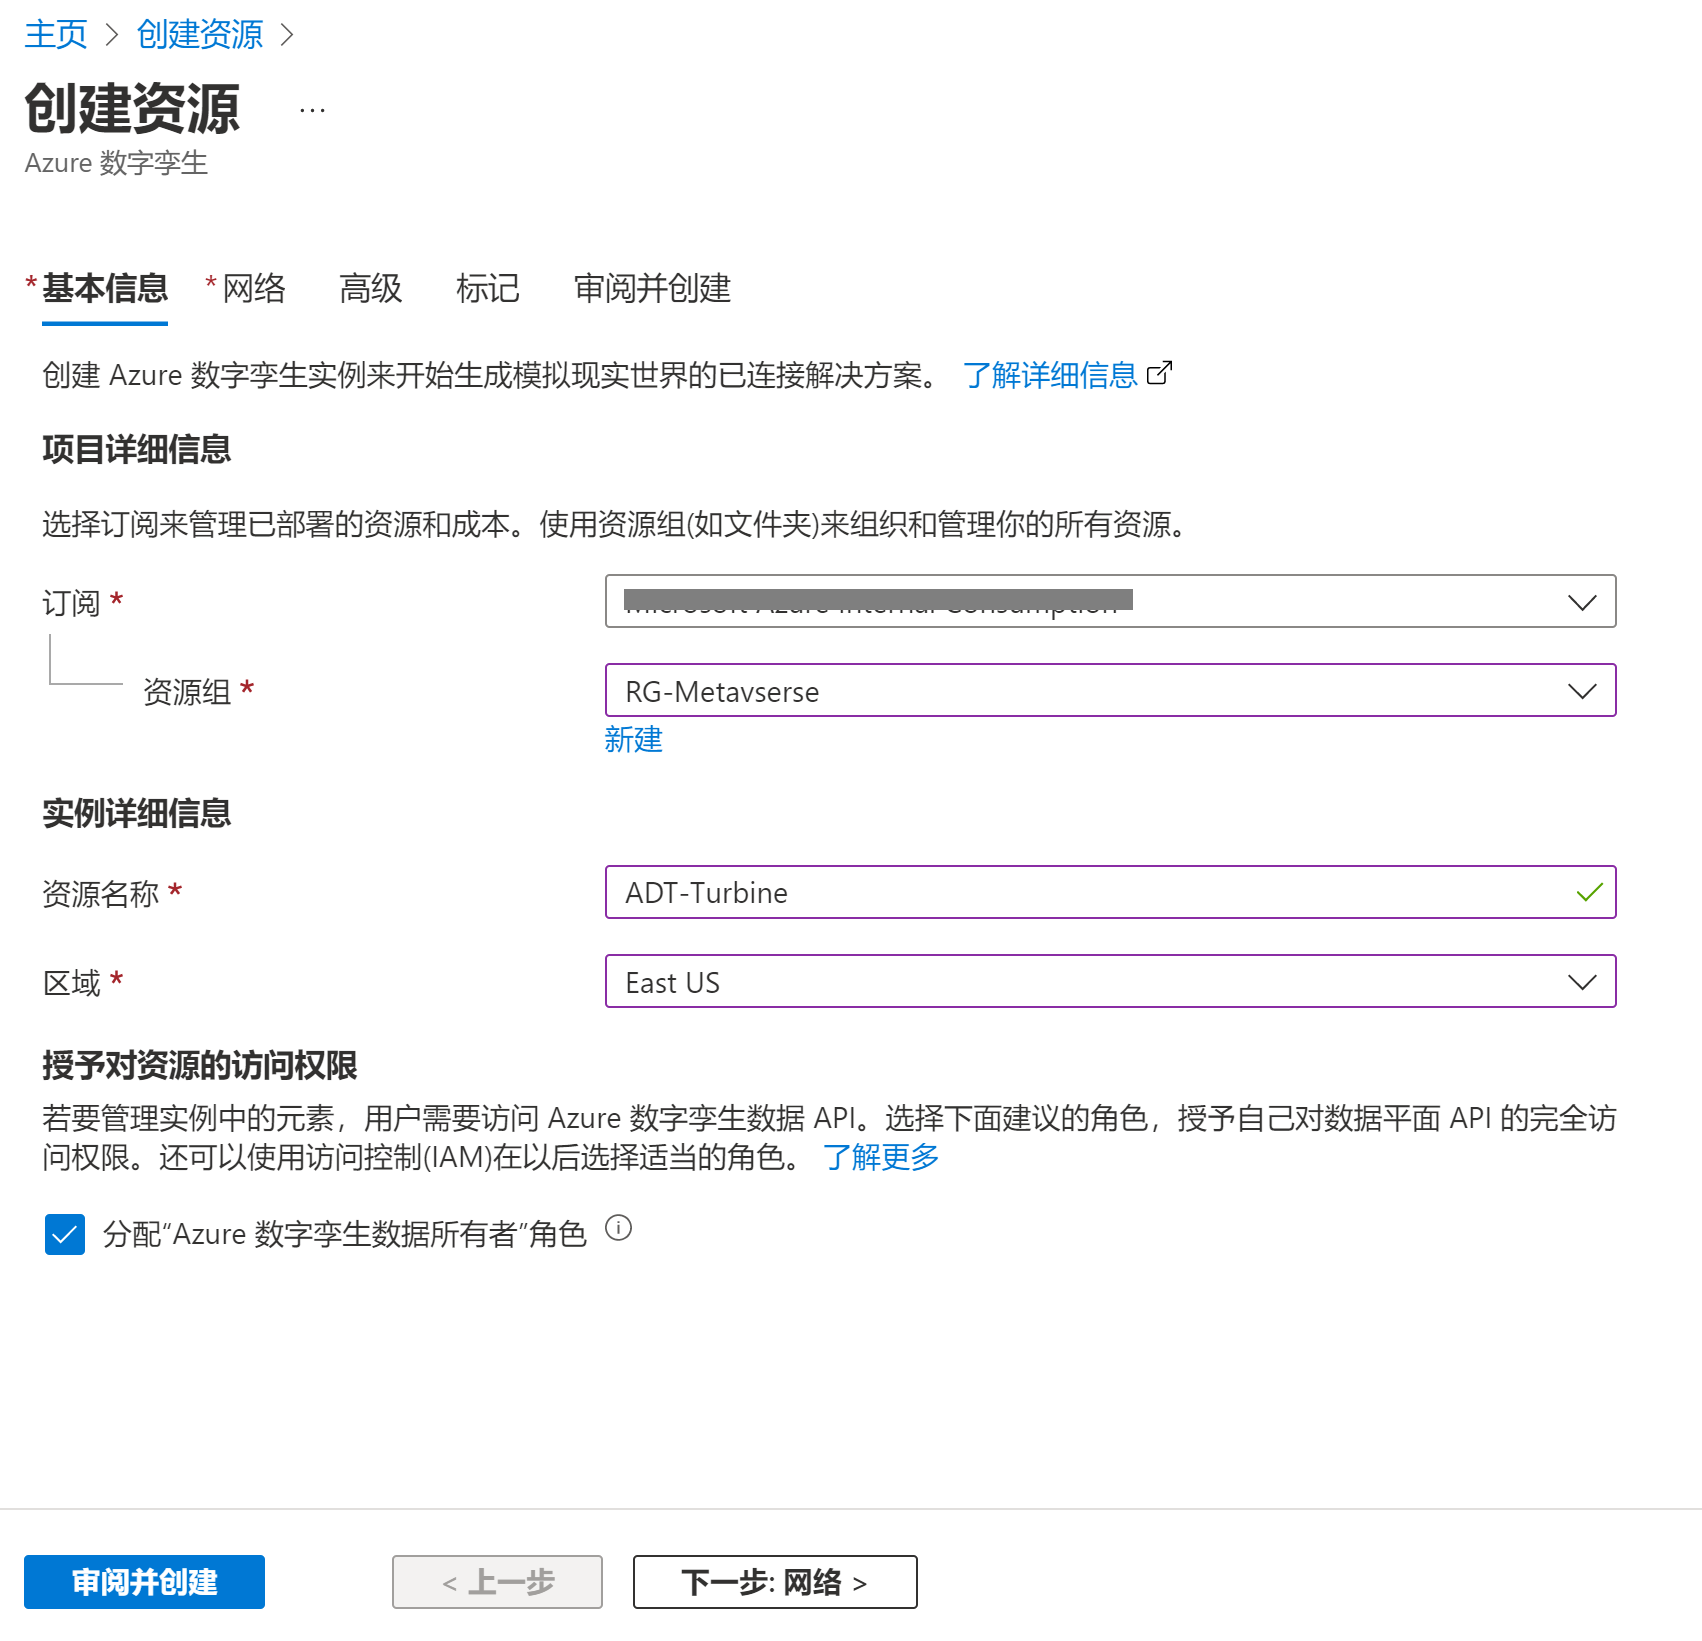 主页 > 创建资源 >
创建资源 ...
Azure 数字孪生
* 基本信息 * 网络 高级 标记 审阅并创建
创建 Azure 数字孪生实例来开始生成模拟现实世界的已连接解决方案。 了解详细信息
项目详细信息
选择订阅来管理已部署的资源和成本。使用资源组(如文件夹)来组织和管理你的所有资源。
订阅 *
资源组 * RG-Metavserse
新建
实例详细信息
资源名称 * ADT-Turbine
区域 * East US
授予对资源的访问权限
若要管理实例中的元素，用户需要访问 Azure 数字孪生数据 API。选择下面建议的角色，授予自己对数据平面 API 的完全访
问权限。还可以使用访问控制(IAM)在以后选择适当的角色。 了解更多
分配“Azure 数字孪生数据所有者”角色
审阅并创建 < 上一步 下一步: 网络 >